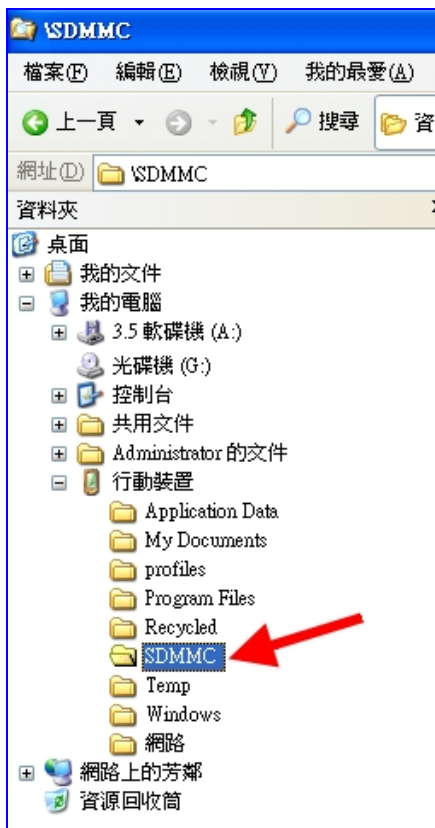 \SDMMC
檔案(F) 編輯(E) 檢視(V) 我的最愛(A)
上一頁 搜尋 資
網址(D) \SDMMC
資料夾
桌面
我的文件
我的電腦
3.5 軟碟機 (A:)
光碟機 (G:)
控制台
共用文件
Administrator 的文件
行動裝置
Application Data
My Documents
profiles
Program Files
Recycled
SDMMC
Temp
Windows
網路
網路上的芳鄰
資源回收筒